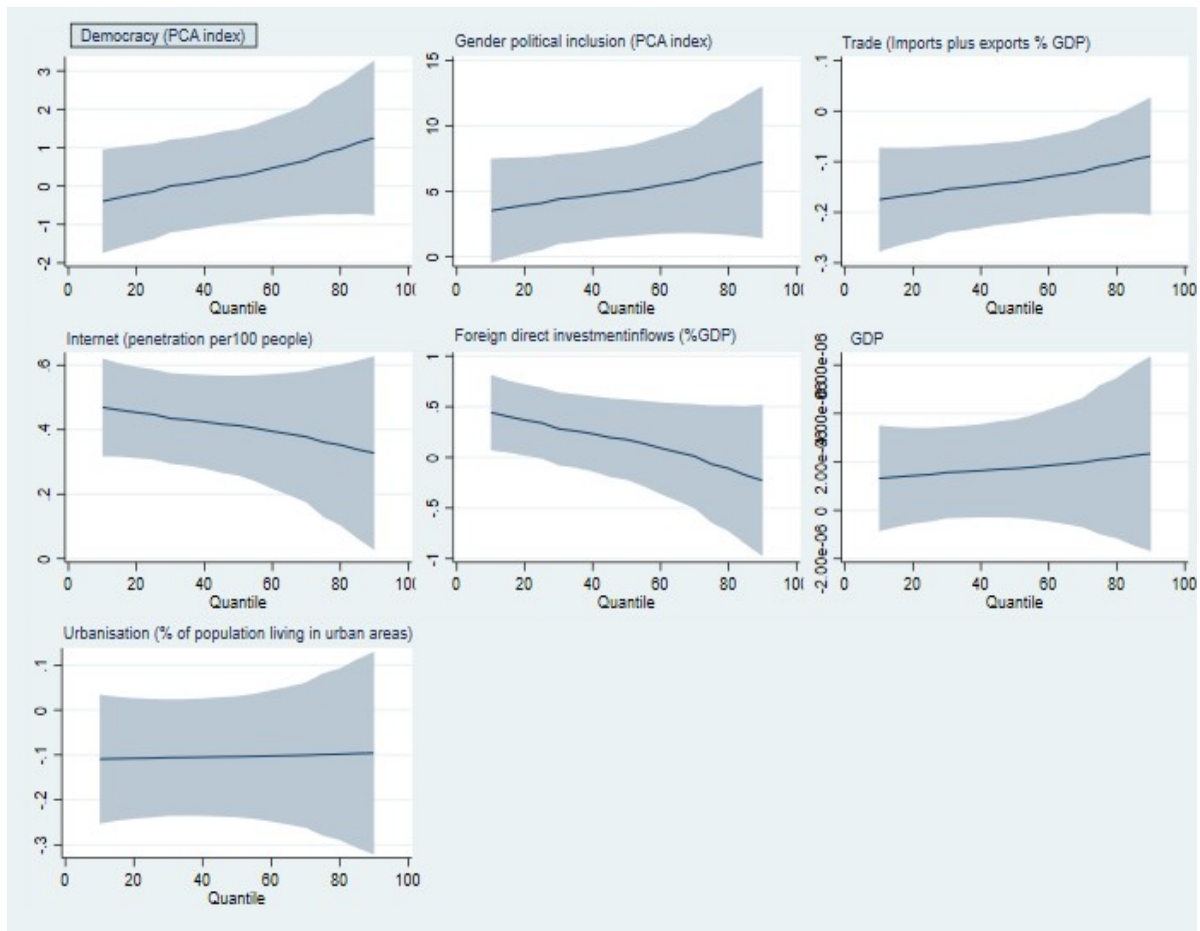 Democracy (PCA index)
3
2
1
0
-1
-2
0 20 40 60 80 100
Quantile
Gender political inclusion (PCA index)
15
10
5
0
0 20 40 60 80 10(
Quantile
Trade (Imports plus exports % GDP)
.1
0
-.1
-.2
-.3
0 20 40 60 80 100
Quantile
Internet (penetration per100 people)
.6
.4
.2
0
0 20 40 60 80 10(
Quantile
Foreign direct investmentinflows (%GDP)
1
.5
0
-.5
-1
0 20 40 60 80 10(
Quantile
GDP
0
-2.00e-06
0 20 40 60 80 100
Quantile
Urbanisation (% of population living in urban areas)
.1
0
-.1
-.2
-.3
0 20 40 60 80 100
Quantile